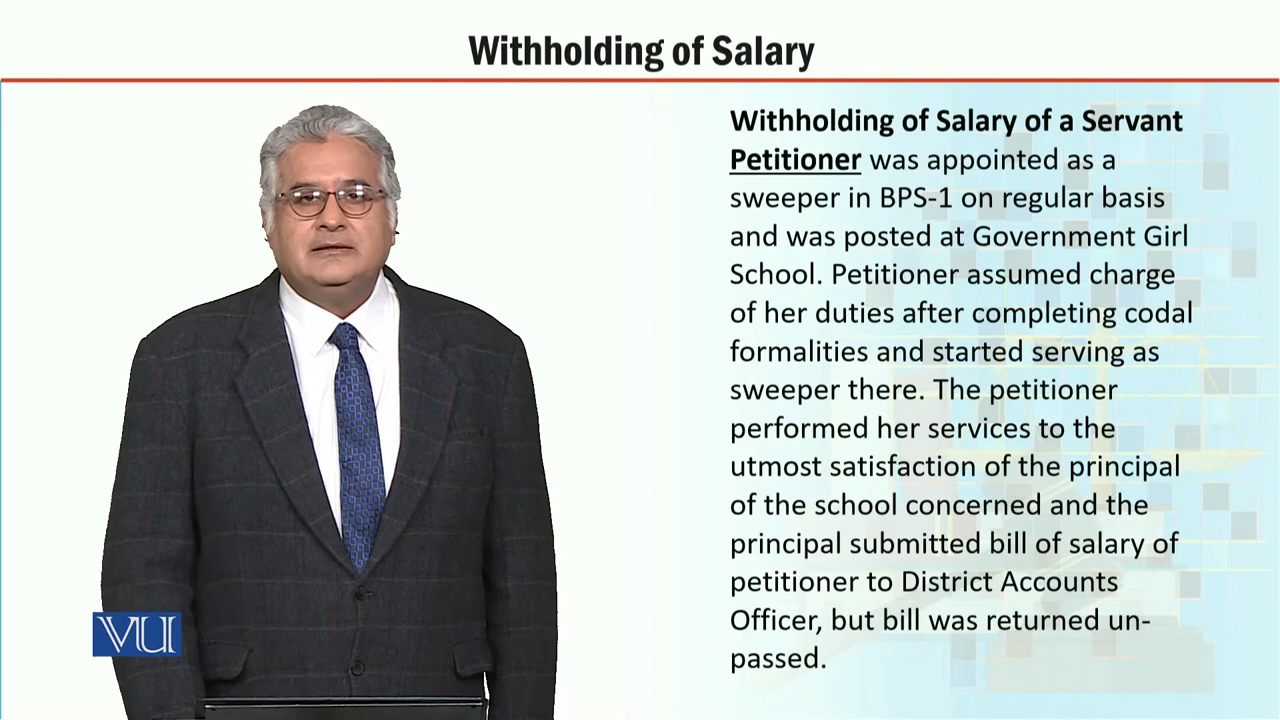 Withholding of Salary
Withholding of Salary of a Servant
Petitioner was appointed as a
sweeper in BPS-1 on regular basis
and was posted at Government Girl
School. Petitioner assumed charge
of her duties after completing codal
formalities and started serving as
sweeper there. The petitioner
performed her services to the
utmost satisfaction of the principal
of the school concerned and the
principal submitted bill of salary of
petitioner to District Accounts
Officer, but bill was returned un-
passed.
VU